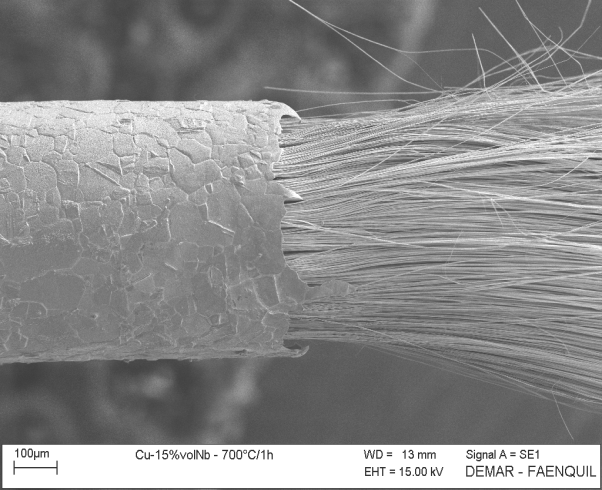 100µm
Cu-15%volNb - 700°C/1h
WD = 13 mm
Signal A = SE1
EHT = 15.00 kV
DEMAR - FAENQUIL